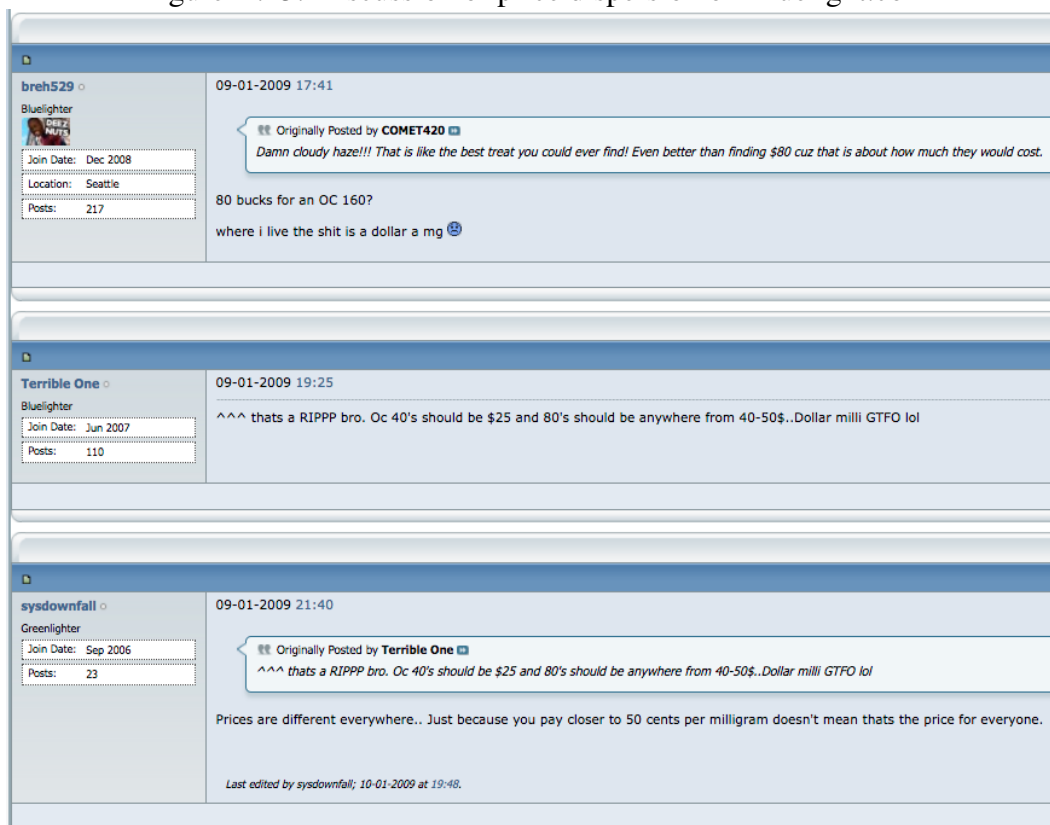 breh529
Bluelighter
DEEZ
NUTS
Join Date: Dec 2008
Location: Seattle
Posts: 217
09-01-2009 17:41
Originally Posted by COMET420
Damn cloudy haze!!! That is like the best treat you could ever find! Even better than finding $80 cuz that is about how much they would cost.
80 bucks for an OC 160?
where i live the shit is a dollar a mg
Terrible One
Bluelighter
Join Date: Jun 2007
Posts: 110
09-01-2009 19:25
^^^ thats a RIPPP bro. Oc 40's should be $25 and 80's should be anywhere from 40-50$..Dollar milli GTFO lol
sysdownfall
Greenlighter
Join Date: Sep 2006
Posts: 23
09-01-2009 21:40
Originally Posted by Terrible One
^^^ thats a RIPPP bro. Oc 40's should be $25 and 80's should be anywhere from 40-50$..Dollar milli GTFO lol
Prices are different everywhere.. Just because you pay closer to 50 cents per milligram doesn't mean thats the price for everyone.
Last edited by sysdownfall; 10-01-2009 at 19:48.